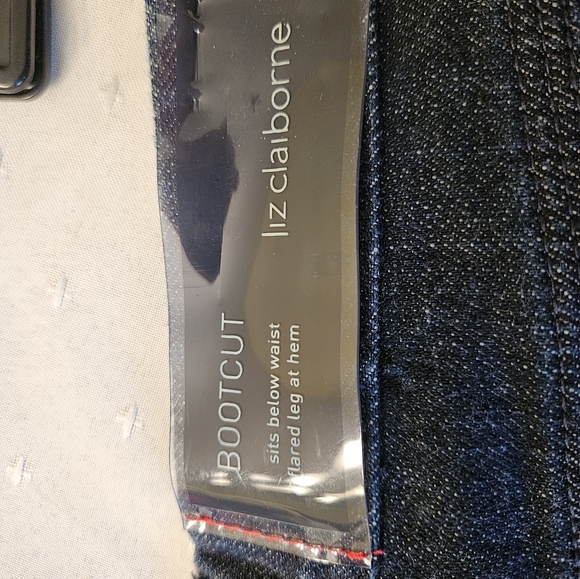 BOOTCUT
sits below waist
flared leg at hem
liz claiborne